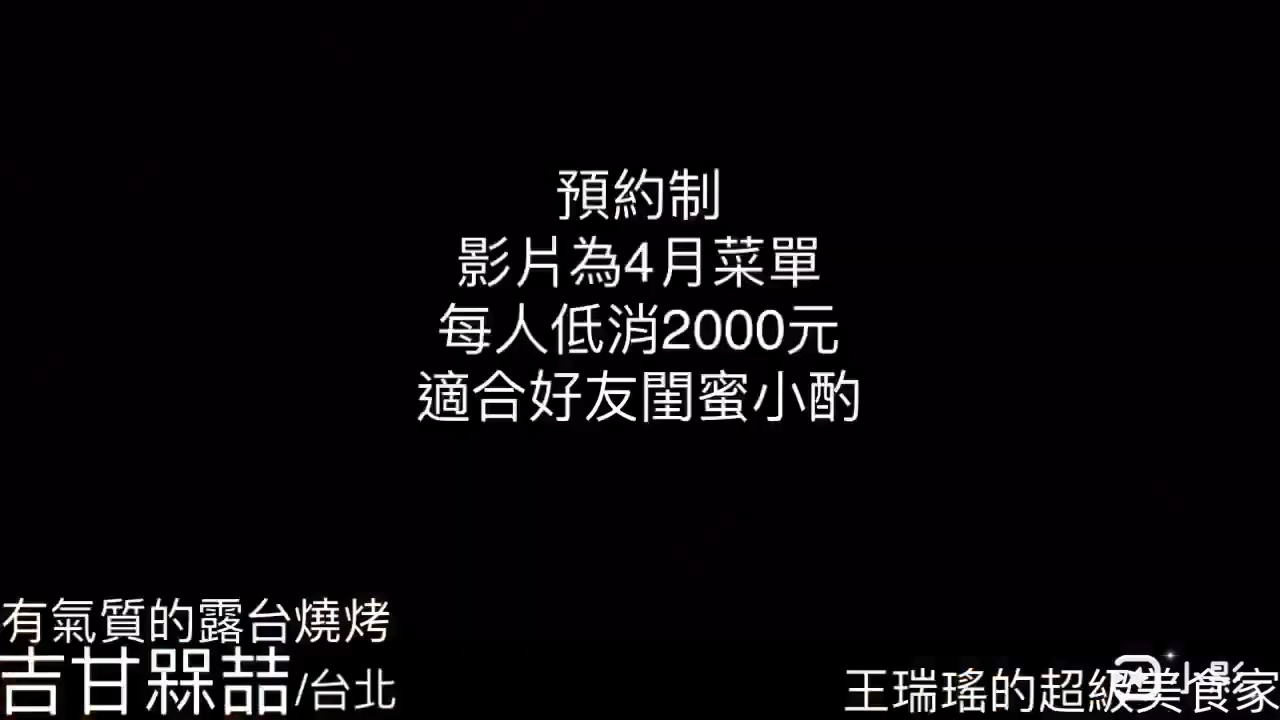 預約制
影片為4月菜單
每人低消2000元
適合好友閨蜜小酌
有氣質的露台燒烤
吉甘槑喆/台北
王瑞瑤的超級美食家
小影